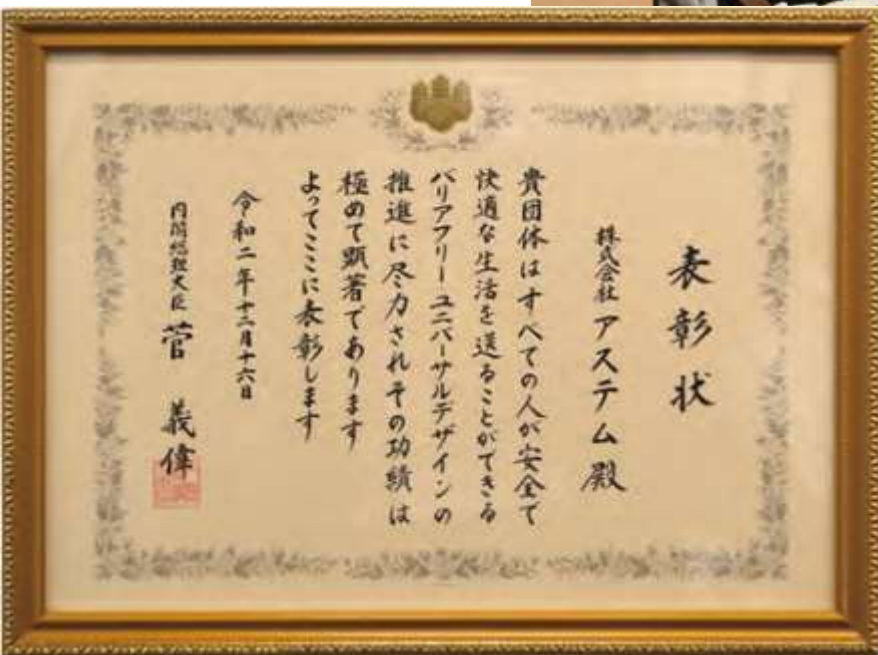 表彰状
株式会社 アステム 殿
貴団体はすべての人が安全で
快適な生活を送ることができる
バリアフリー ユニバーサルデザインの
推進に尽力されその功績は
極めて顕著であります
よってここに表彰します
令和二年十二月十六日
内閣総理大臣 菅 義偉